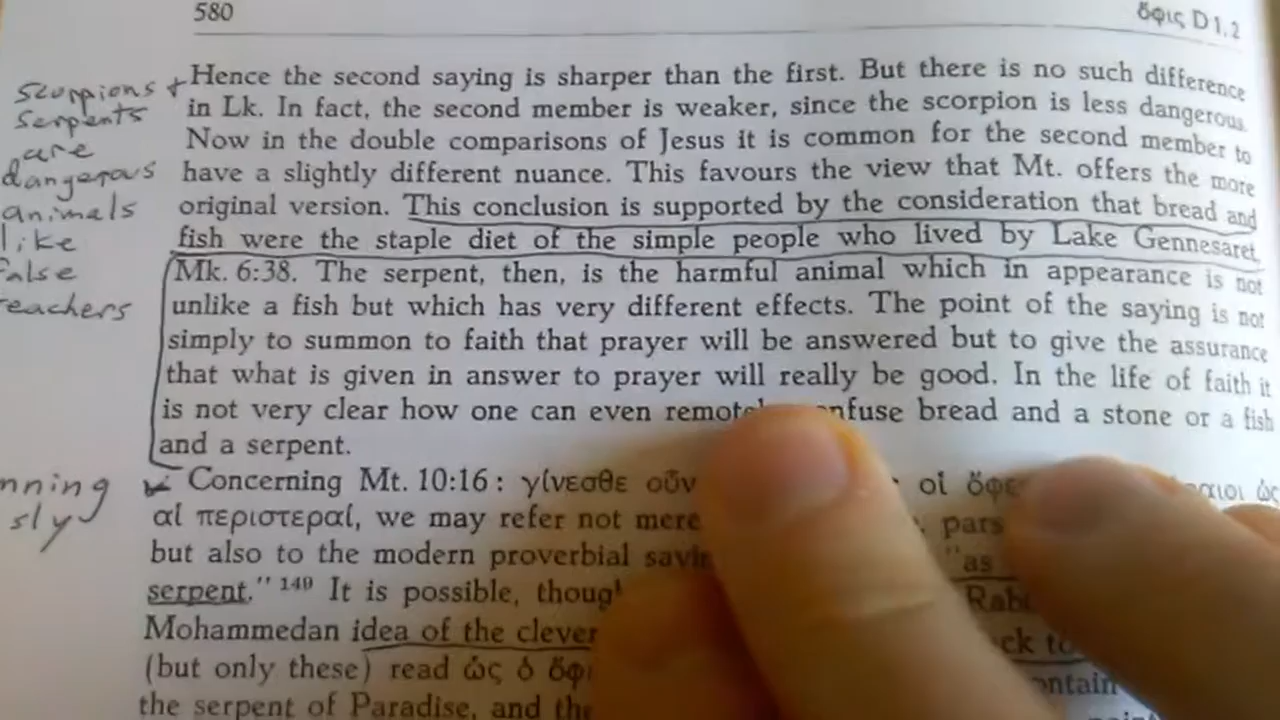 580
ὄφις D 1.2
Hence the second saying is sharper than the first. But there is no such difference
in Lk. In fact, the second member is weaker, since the scorpion is less dangerous.
Now in the double comparisons of Jesus it is common for the second member to
have a slightly different nuance. This favours the view that Mt. offers the more
original version. This conclusion is supported by the consideration that bread and
fish were the staple diet of the simple people who lived by Lake Gennesaret,
Mk. 6:38. The serpent, then, is the harmful animal which in appearance is not
unlike a fish but which has very different effects. The point of the saying is not
simply to summon to faith that prayer will be answered but to give the assurance
that what is given in answer to prayer will really be good. In the life of faith it
is not very clear how one can even bread and a stone or a fish
and a serpent.
Concerning Mt. 10:16: γίνεσθε οὖν οἱ ὡς
αἱ περιστεραί, we may refer not
but also to the modern proverbial "as
serpent." 149 It is possible,
Mohammedan idea of the clever
(but only these) read ὡς ὁ
the serpent of Paradise, and
scorpions +
serpents
are
dangerous
animals
like
false
teachers
sly